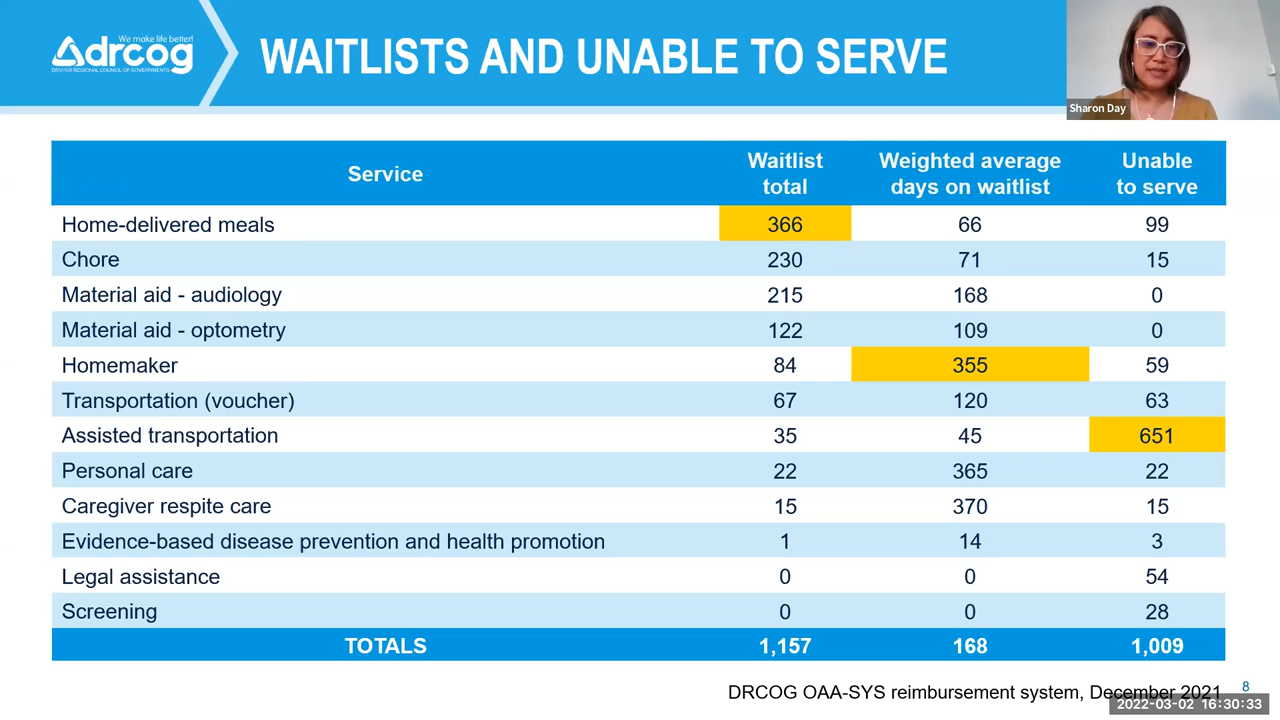 We make life better!
drcog
DENVER REGIONAL COUNCIL OF GOVERNMENTS
WAITLISTS AND UNABLE TO SERVE
Sharon Day
Service
Waitlist total
Weighted average days on waitlist
Unable to serve
Home-delivered meals 366 66 99
Chore 230 71 15
Material aid - audiology 215 168 0
Material aid - optometry 122 109 0
Homemaker 84 355 59
Transportation (voucher) 67 120 63
Assisted transportation 35 45 651
Personal care 22 365 22
Caregiver respite care 15 370 15
Evidence-based disease prevention and health promotion 1 14 3
Legal assistance 0 0 54
Screening 0 0 28
TOTALS 1,157 168 1,009
DRCOG OAA-SYS reimbursement system, December 2021
8
2022-03-02 16:30:33